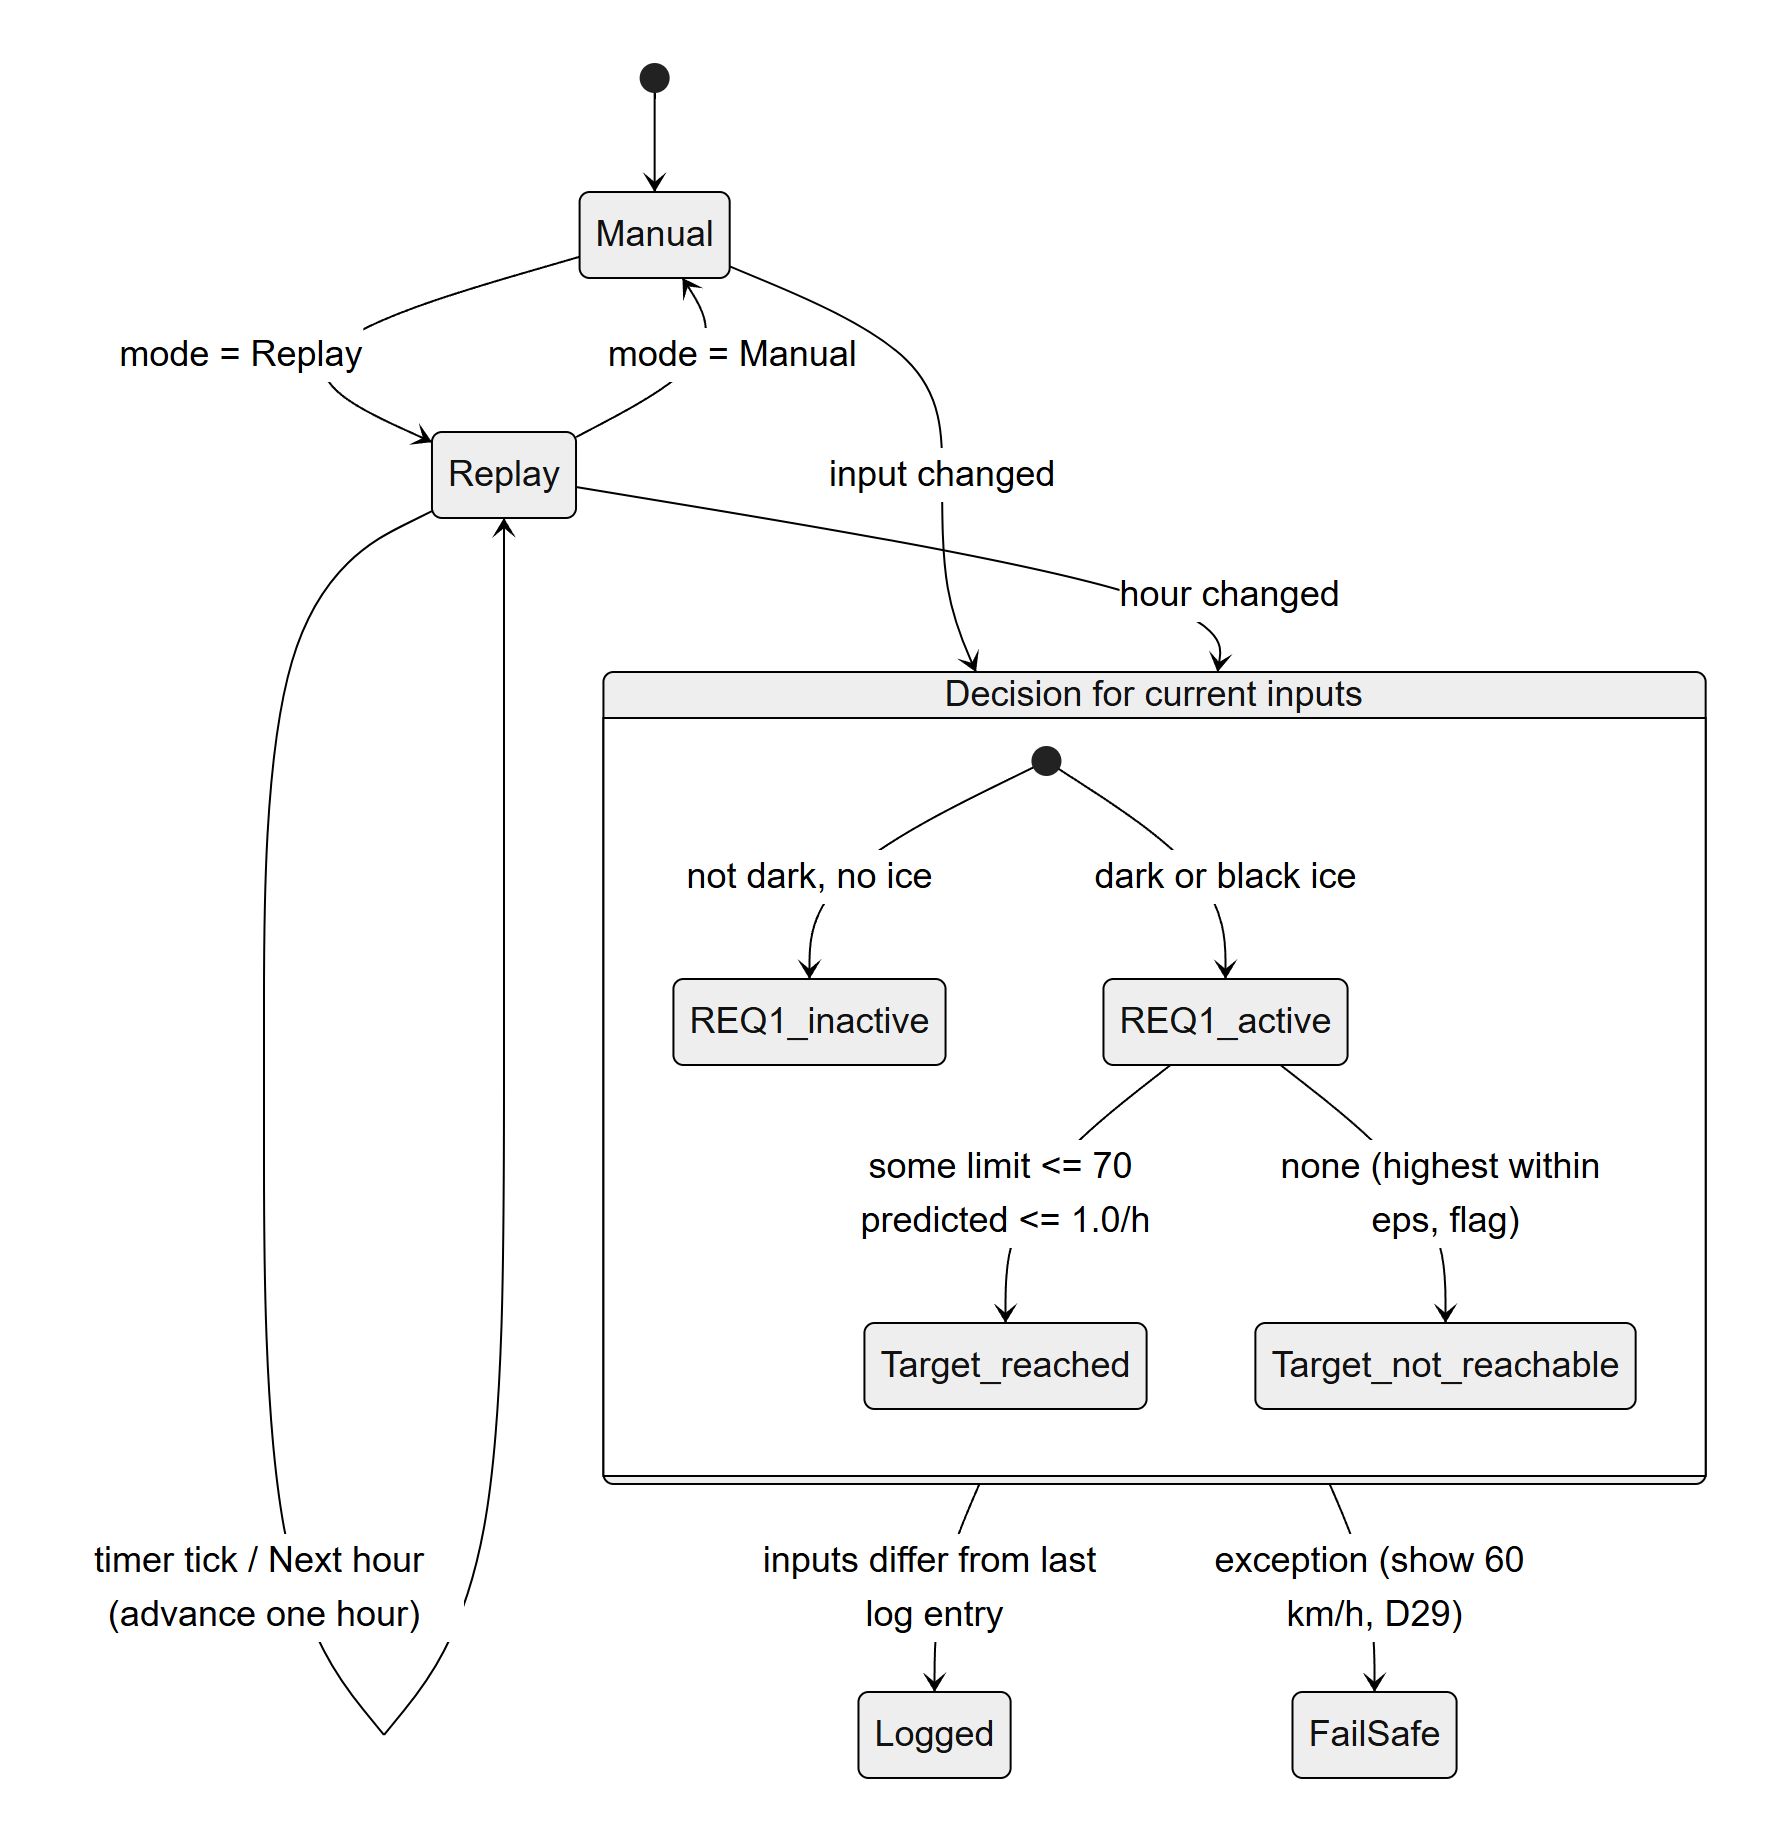 Manual
mode = Replay
mode = Manual
Replay
input changed
hour changed
Decision for current inputs
not dark, no ice
dark or black ice
REQ1_inactive
REQ1_active
some limit <= 70
predicted <= 1.0/h
none (highest within
eps, flag)
Target_reached
Target_not_reachable
timer tick / Next hour
(advance one hour)
inputs differ from last
log entry
exception (show 60
km/h, D29)
Logged
FailSafe